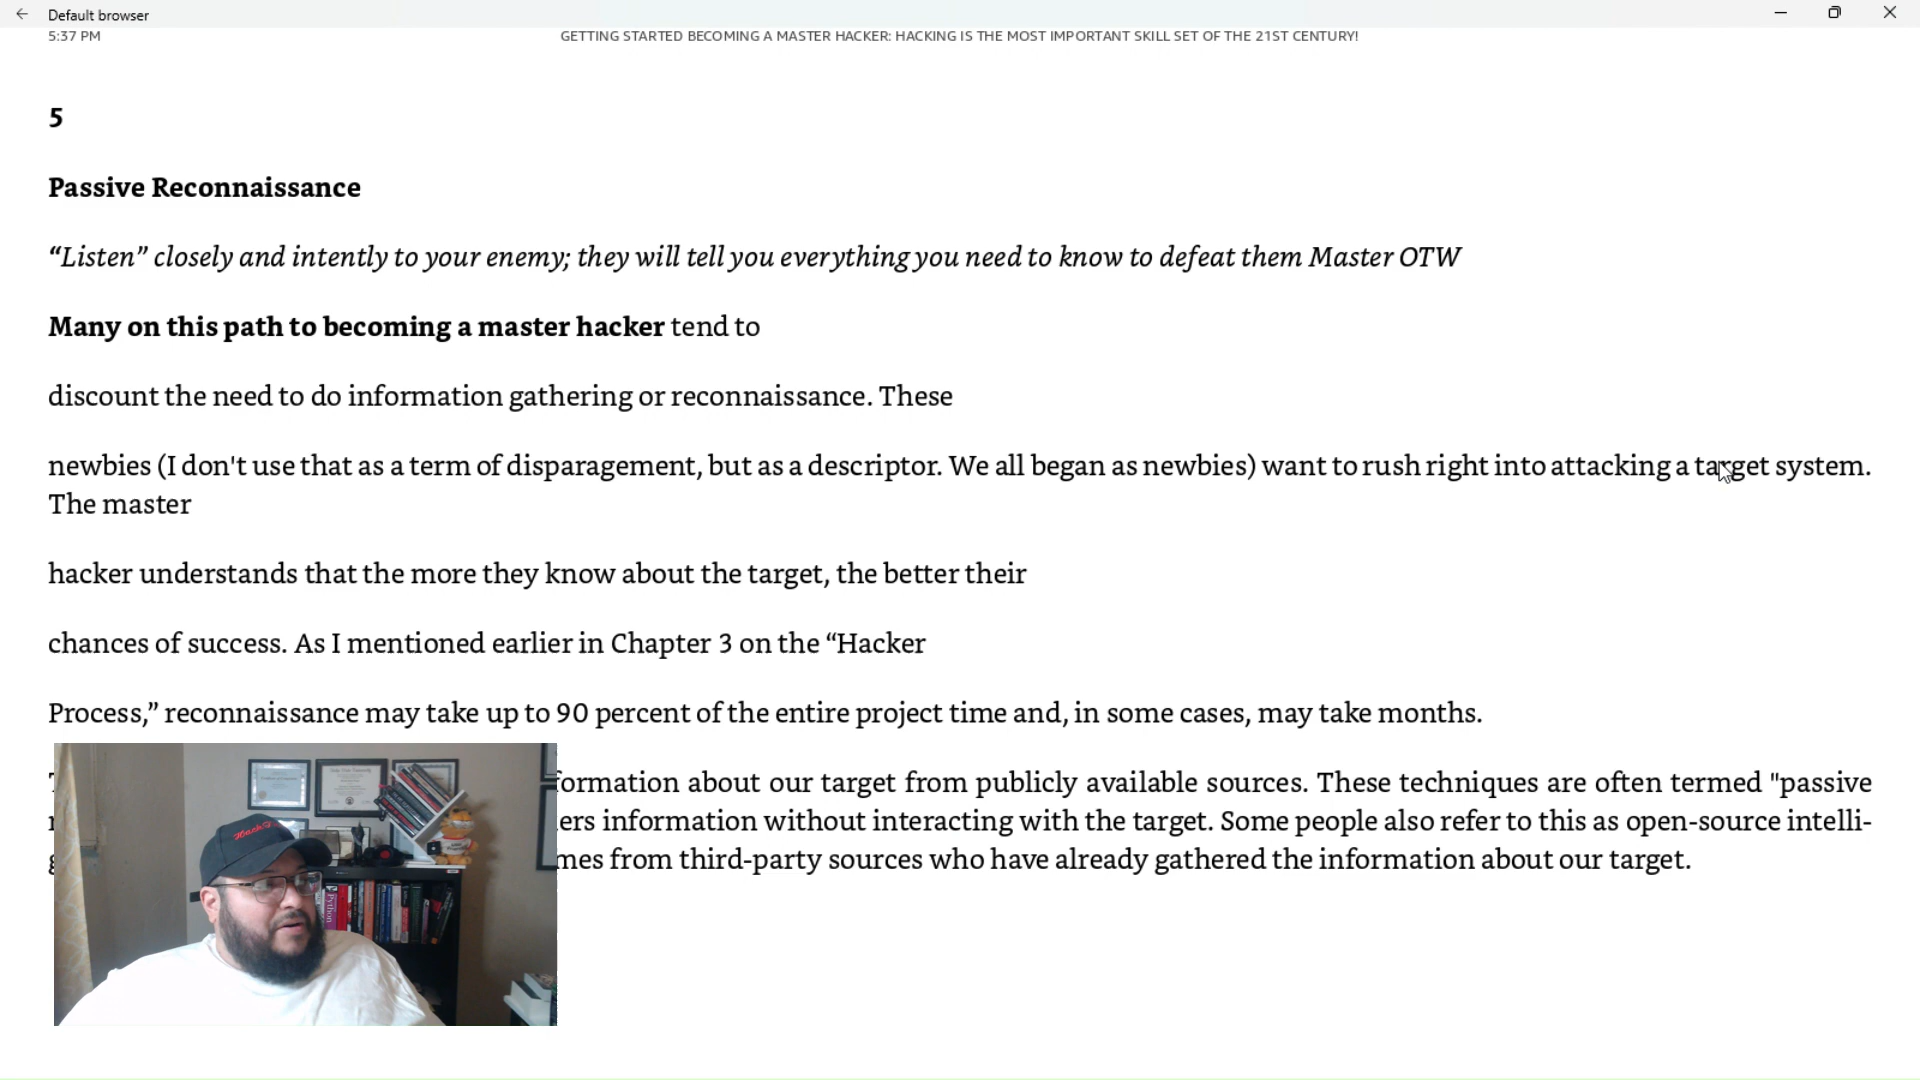 Default browser
5:37 PM
GETTING STARTED BECOMING A MASTER HACKER: HACKING IS THE MOST IMPORTANT SKILL SET OF THE 21ST CENTURY!
5
Passive Reconnaissance
“Listen” closely and intently to your enemy; they will tell you everything you need to know to defeat them Master OTW
Many on this path to becoming a master hacker tend to
discount the need to do information gathering or reconnaissance. These
newbies (I don't use that as a term of disparagement, but as a descriptor. We all began as newbies) want to rush right into attacking a target system.
The master
hacker understands that the more they know about the target, the better their
chances of success. As I mentioned earlier in Chapter 3 on the “Hacker
Process,” reconnaissance may take up to 90 percent of the entire project time and, in some cases, may take months.
formation about our target from publicly available sources. These techniques are often termed "passive
ers information without interacting with the target. Some people also refer to this as open-source intelli-
mes from third-party sources who have already gathered the information about our target.
Python